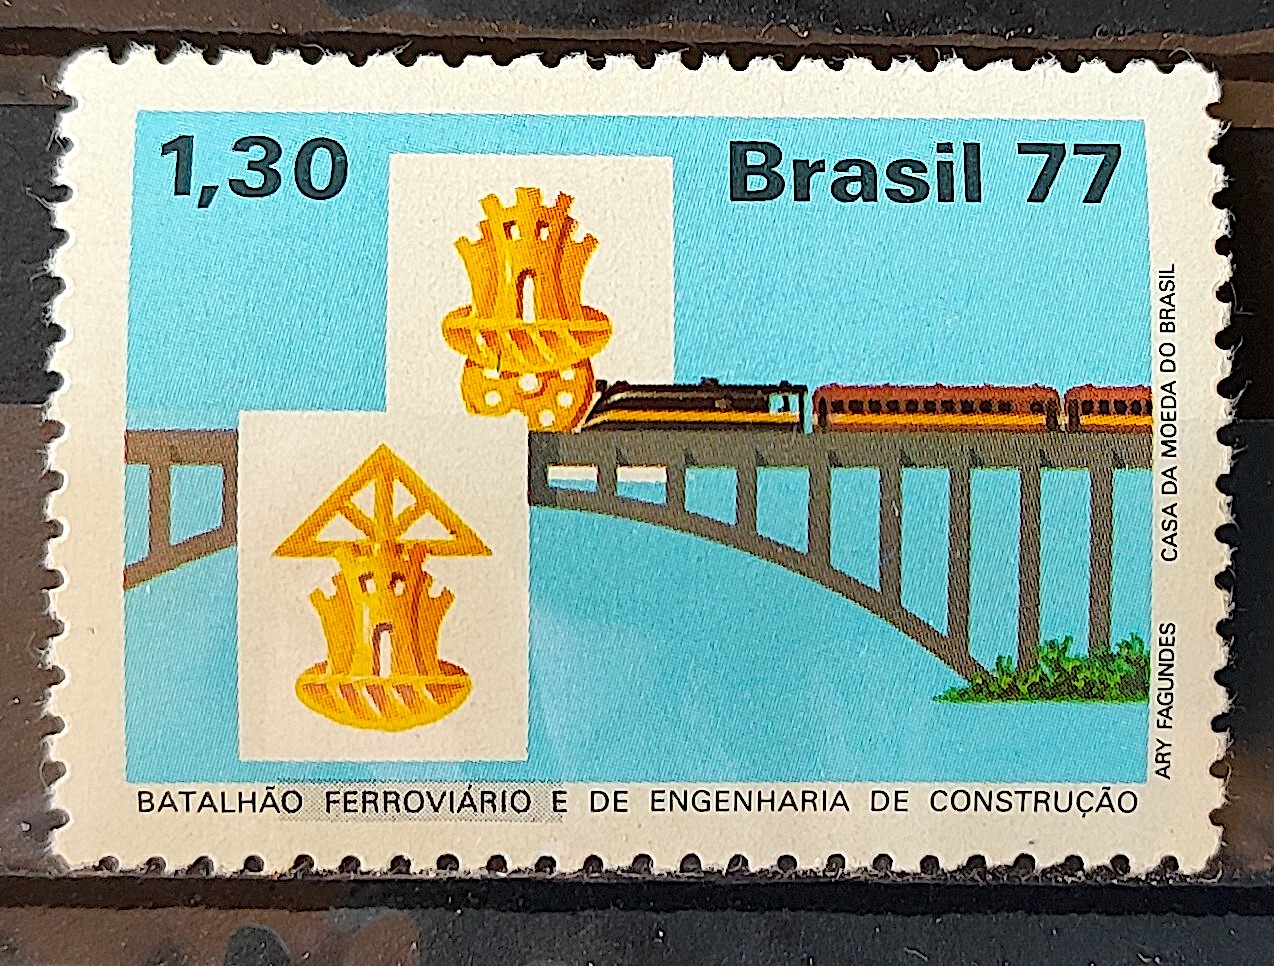 1,30
Brasil 77
BATALHÃO FERROVIÁRIO E DE ENGENHARIA DE CONSTRUÇÃO
ARY FAGUNDES CASA DA MOEDA DO BRASIL